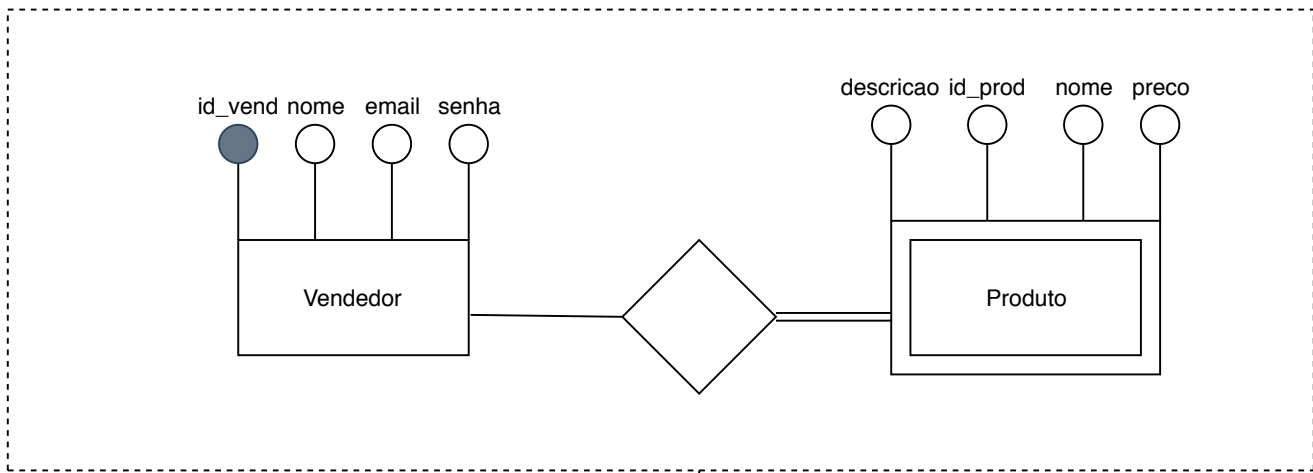 descricao id_prod nome preco
id_vend nome email senha
Vendedor
Produto